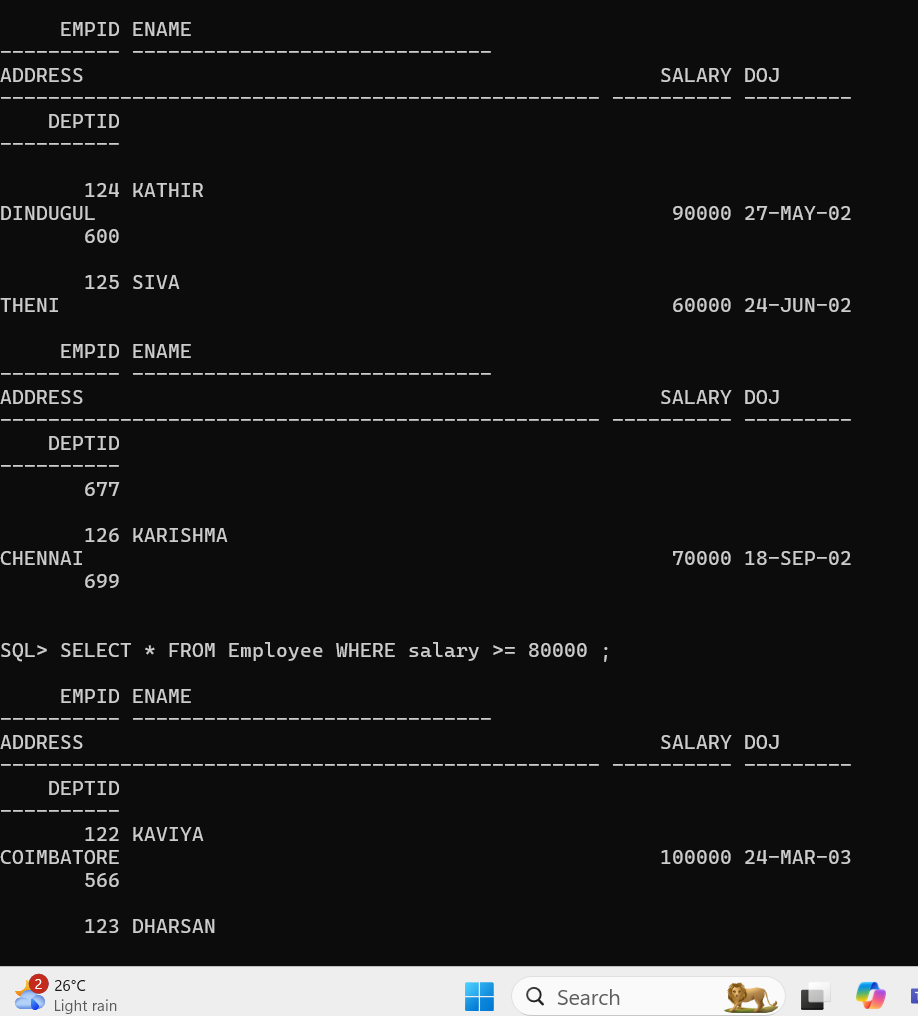 EMPID ENAME
---------- ------------------------------
ADDRESS SALARY DOJ
-------------------------------------------------- ---------- ---------
DEPTID
----------
124 KATHIR
DINDUGUL 90000 27-MAY-02
600
125 SIVA
THENI 60000 24-JUN-02
EMPID ENAME
---------- ------------------------------
ADDRESS SALARY DOJ
-------------------------------------------------- ---------- ---------
DEPTID
----------
677
126 KARISHMA
CHENNAI 70000 18-SEP-02
699
SQL> SELECT * FROM Employee WHERE salary >= 80000 ;
EMPID ENAME
---------- ------------------------------
ADDRESS SALARY DOJ
-------------------------------------------------- ---------- ---------
DEPTID
----------
122 KAVIYA
COIMBATORE 100000 24-MAR-03
566
123 DHARSAN
2
26°C
Light rain
Search